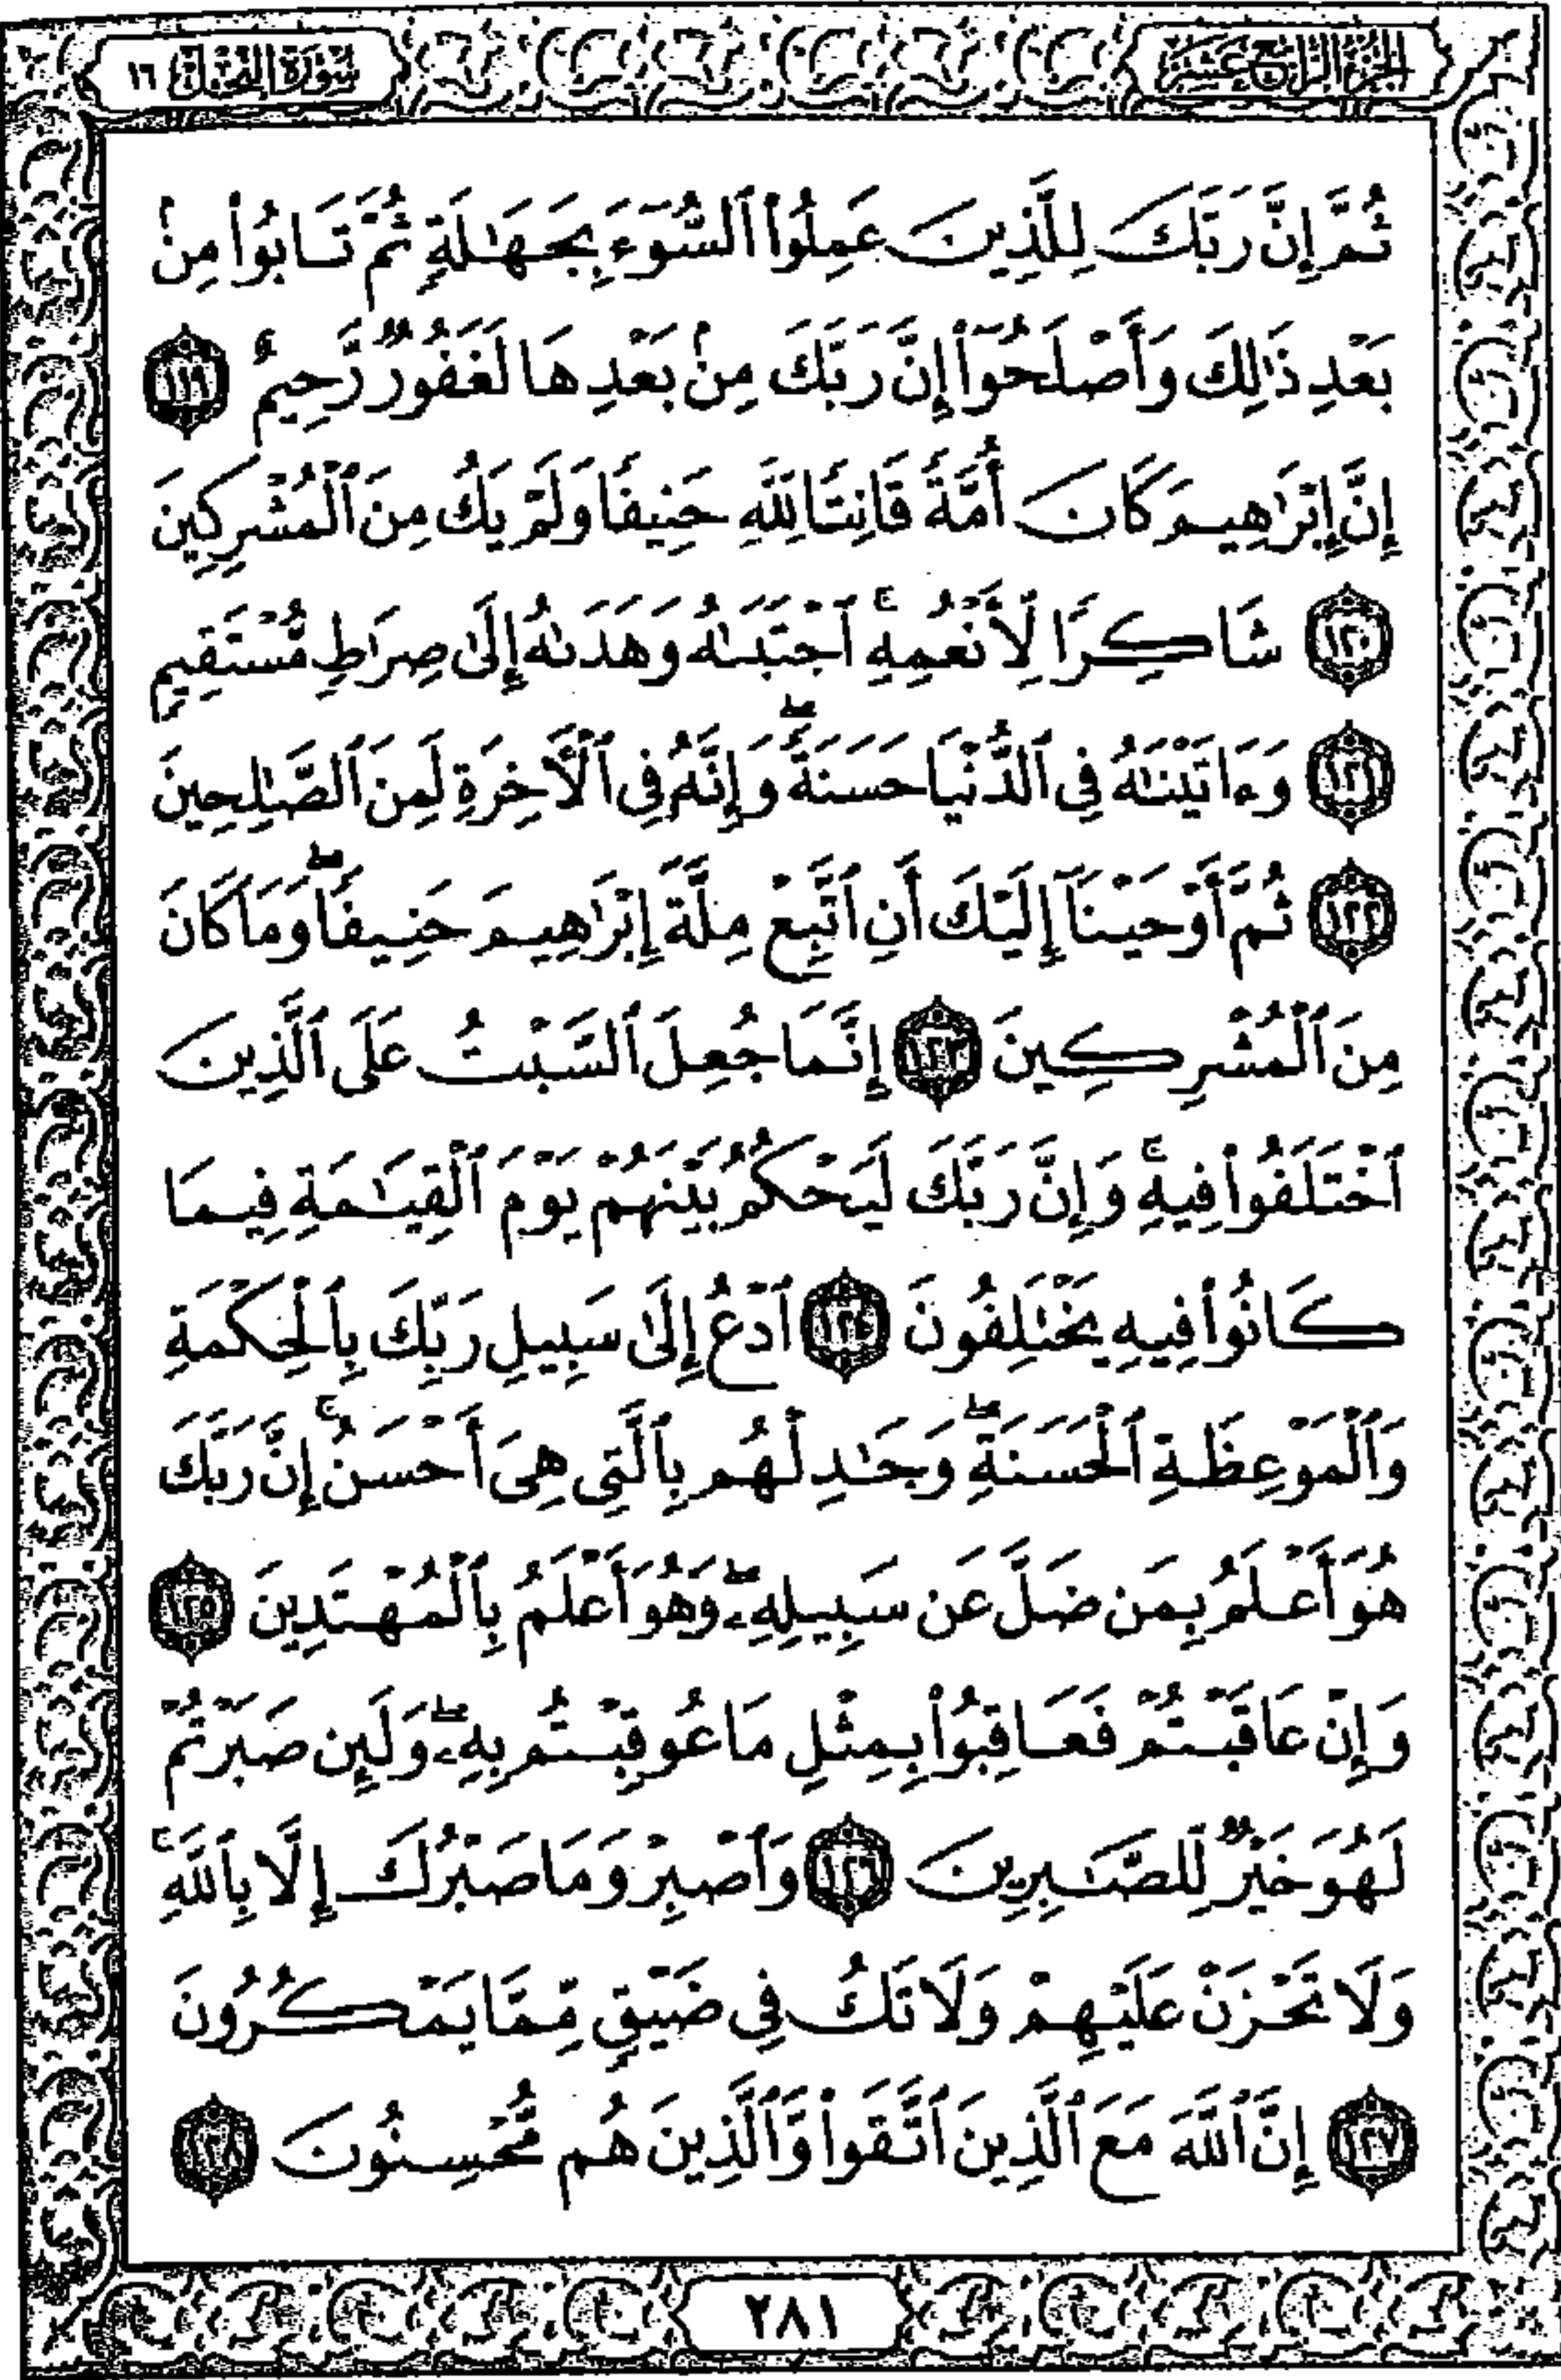 الجزء الرابع عشر
سورة النحل ١٦
ثُمَّ إِنَّ رَبَّكَ لِلَّذِينَ عَمِلُوا۟ ٱلسُّوٓءَ بِجَهَـٰلَةٍ ثُمَّ تَابُوا۟ مِنۢ
بَعْدِ ذَٰلِكَ وَأَصْلَحُوٓا۟ إِنَّ رَبَّكَ مِنۢ بَعْدِهَا لَغَفُورٌ رَّحِيمٌ ١١٩
إِنَّ إِبْرَٰهِيمَ كَانَ أُمَّةً قَانِتًا لِّلَّهِ حَنِيفًا وَلَمْ يَكُ مِنَ ٱلْمُشْرِكِينَ
١٢٠ شَاكِرًا لِّأَنْعُمِهِ ۚ ٱجْتَبَىٰهُ وَهَدَىٰهُ إِلَىٰ صِرَٰطٍ مُّسْتَقِيمٍ
١٢١ وَءَاتَيْنَـٰهُ فِى ٱلدُّنْيَا حَسَنَةً ۖ وَإِنَّهُۥ فِى ٱلْـَٔاخِرَةِ لَمِنَ ٱلصَّـٰلِحِينَ
١٢٢ ثُمَّ أَوْحَيْنَآ إِلَيْكَ أَنِ ٱتَّبِعْ مِلَّةَ إِبْرَٰهِيمَ حَنِيفًا ۖ وَمَا كَانَ
مِنَ ٱلْمُشْرِكِينَ ١٢٣ إِنَّمَا جُعِلَ ٱلسَّبْتُ عَلَى ٱلَّذِينَ
ٱخْتَلَفُوا۟ فِيهِ ۚ وَإِنَّ رَبَّكَ لَيَحْكُمُ بَيْنَهُمْ يَوْمَ ٱلْقِيَـٰمَةِ فِيمَا
كَانُوا۟ فِيهِ يَخْتَلِفُونَ ١٢٤ ٱدْعُ إِلَىٰ سَبِيلِ رَبِّكَ بِٱلْحِكْمَةِ
وَٱلْمَوْعِظَةِ ٱلْحَسَنَةِ ۖ وَجَـٰدِلْهُم بِٱلَّتِى هِىَ أَحْسَنُ ۚ إِنَّ رَبَّكَ
هُوَ أَعْلَمُ بِمَن ضَلَّ عَن سَبِيلِهِۦ ۖ وَهُوَ أَعْلَمُ بِٱلْمُهْتَدِينَ ١٢٥
وَإِنْ عَاقَبْتُمْ فَعَاقِبُوا۟ بِمِثْلِ مَا عُوقِبْتُم بِهِۦ ۖ وَلَئِن صَبَرْتُمْ
لَهُوَ خَيْرٌ لِّلصَّـٰبِرِينَ ١٢٦ وَٱصْبِرْ وَمَا صَبْرُكَ إِلَّا بِٱللَّهِ ۚ
وَلَا تَحْزَنْ عَلَيْهِمْ وَلَا تَكُ فِى ضَيْقٍ مِّمَّا يَمْكُرُونَ
١٢٧ إِنَّ ٱللَّهَ مَعَ ٱلَّذِينَ ٱتَّقَوا۟ وَّٱلَّذِينَ هُم مُّحْسِنُونَ ١٢٨
٢٨١